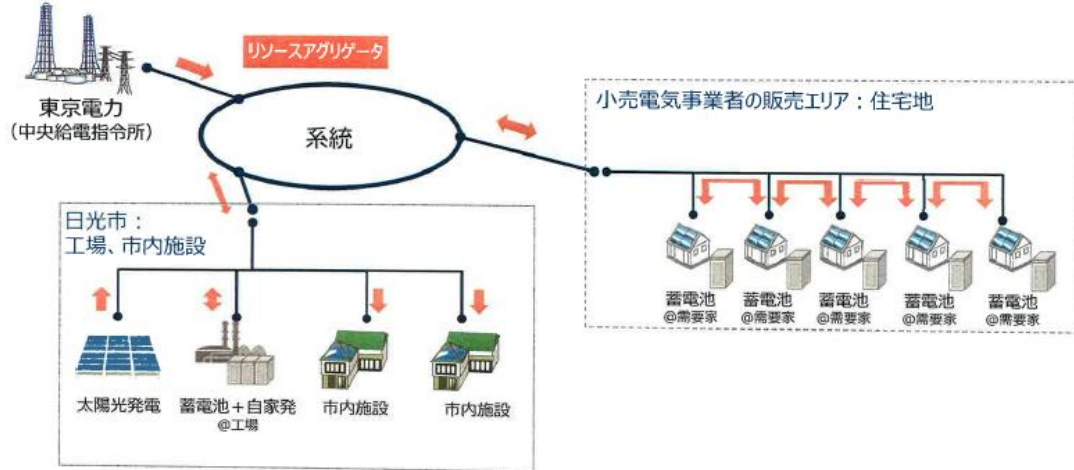 リソースアグリゲータ
東京電力
(中央給電指令所)
系統
小売電気事業者の販売エリア：住宅地
蓄電池
@需要家
蓄電池
@需要家
蓄電池
@需要家
蓄電池
@需要家
蓄電池
@需要家
日光市：
工場、市内施設
太陽光発電
蓄電池＋自家発
@工場
市内施設
市内施設